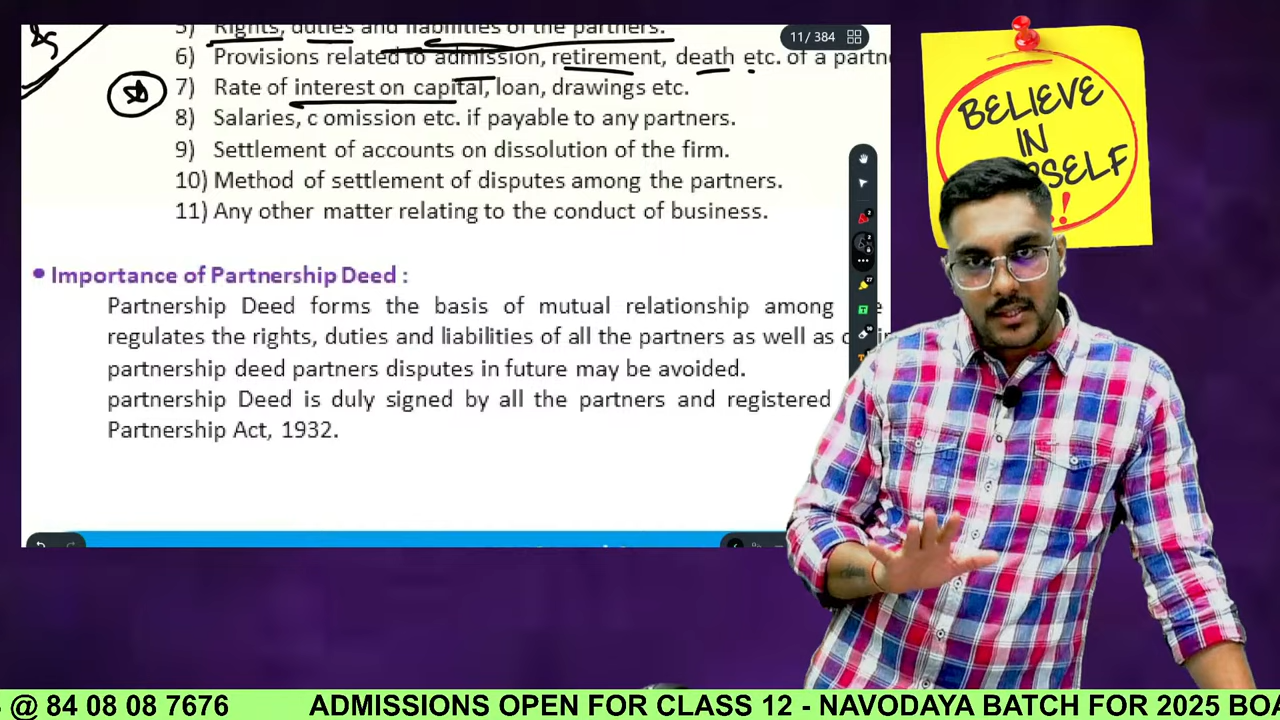 5) Rights, duties and liabilities of the partners.
11 / 384
6) Provisions related to admission, retirement, death etc. of a partn
7) Rate of interest on capital, loan, drawings etc.
8) Salaries, c omission etc. if payable to any partners.
9) Settlement of accounts on dissolution of the firm.
10) Method of settlement of disputes among the partners.
11) Any other matter relating to the conduct of business.
• Importance of Partnership Deed :
Partnership Deed forms the basis of mutual relationship among
regulates the rights, duties and liabilities of all the partners as well as
partnership deed partners disputes in future may be avoided.
partnership Deed is duly signed by all the partners and registered
Partnership Act, 1932.
BELIEVE
IN
RSELF
!
@ 84 08 08 7676 ADMISSIONS OPEN FOR CLASS 12 - NAVODAYA BATCH FOR 2025 BOA